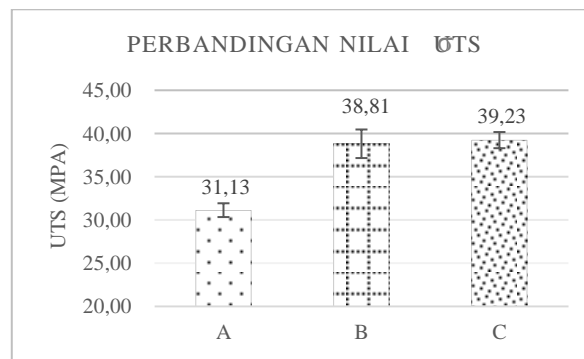 PERBANDINGAN NILAI σUTS
45,00
40,00
35,00
30,00
25,00
20,00
UTS (MPA)
31,13
38,81
39,23
A
B
C